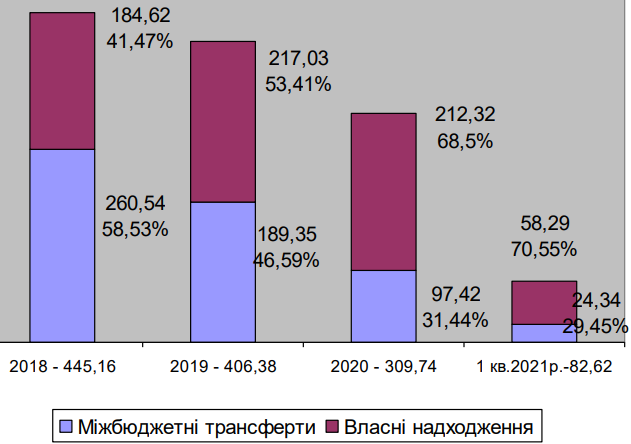 184,62
41,47%
217,03
53,41%
212,32
68,5%
260,54
58,53%
189,35
46,59%
58,29
70,55%
97,42
31,44%
24,34
29,45%
2018 - 445,16
2019 - 406,38
2020 - 309,74
1 кв.2021р.-82,62
Міжбюджетні трансферти
Власні надходження